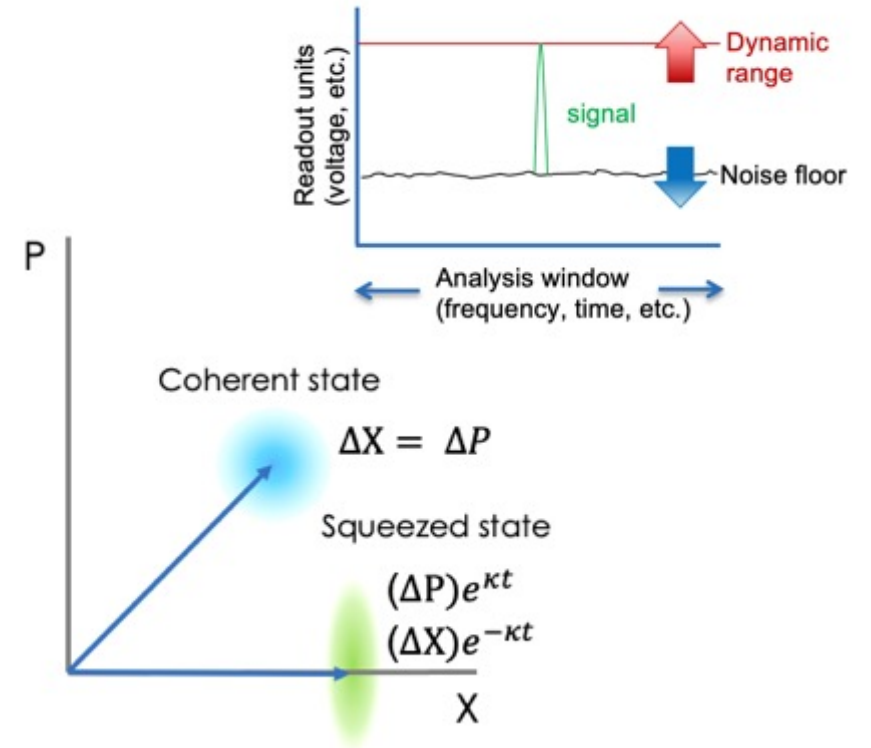 Readout units
(voltage, etc.)
Dynamic
range
signal
Noise floor
Analysis window
(frequency, time, etc.)
P
Coherent state
ΔX = ΔP
Squeezed state
(ΔP)e^{κt}
(ΔX)e^{−κt}
X